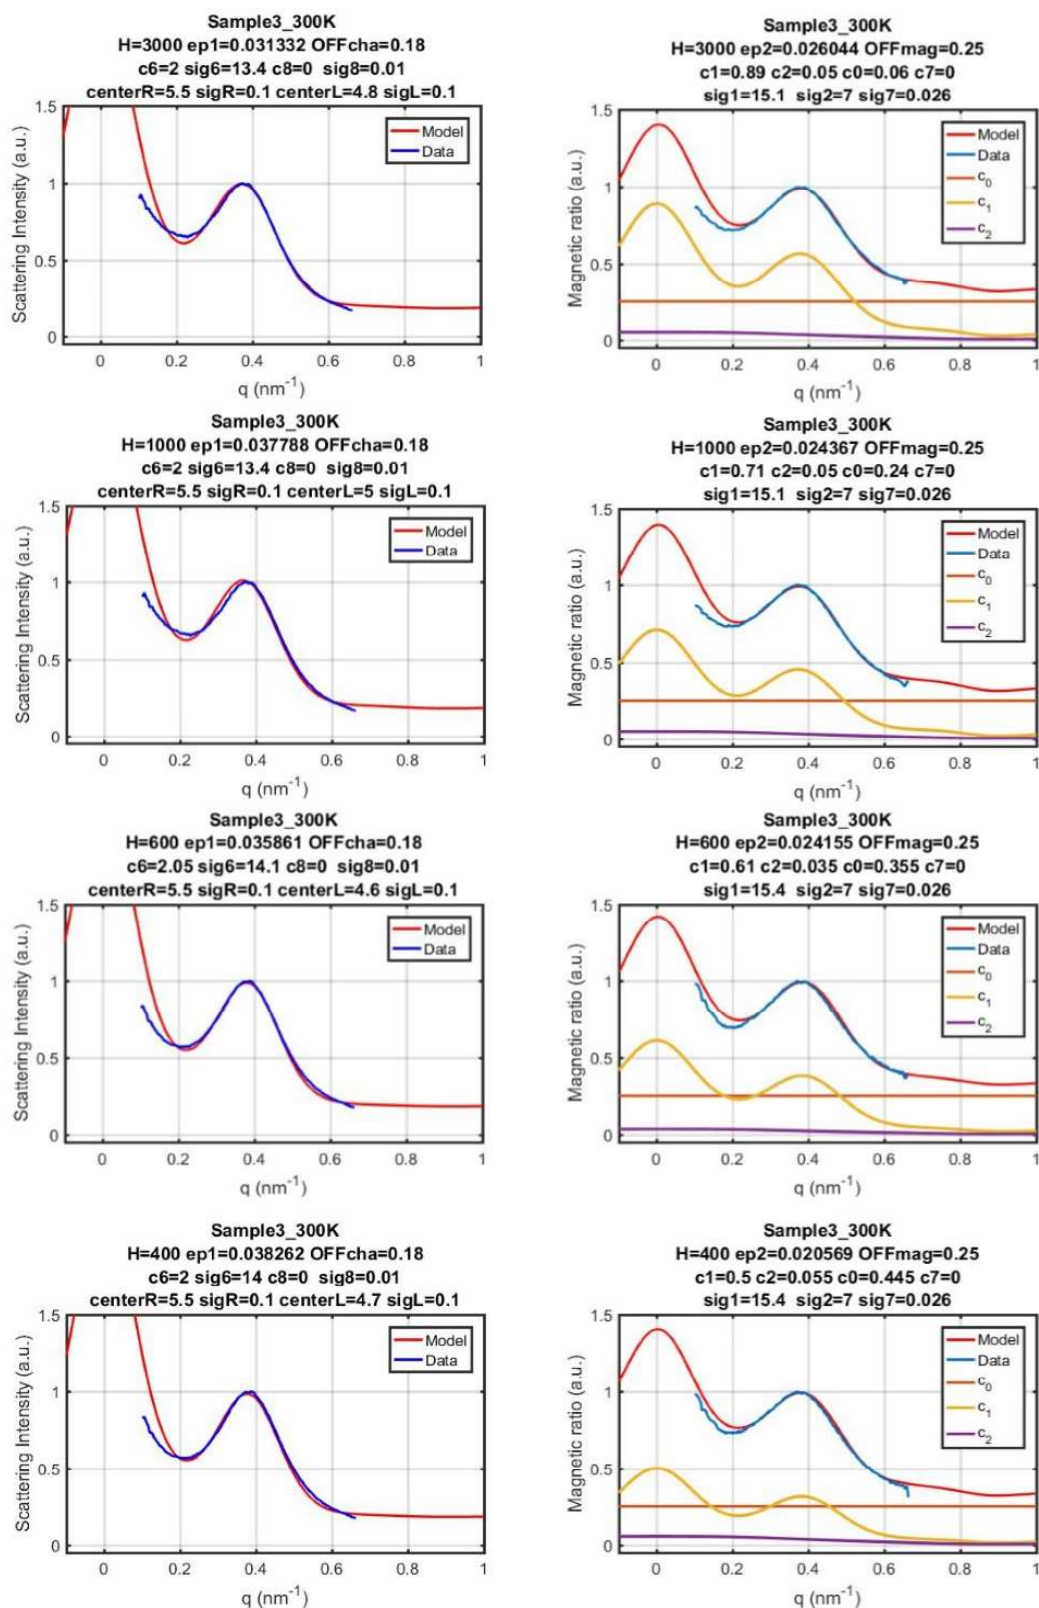 Sample3_300K
H=3000 ep1=0.031332 OFFcha=0.18
c6=2 sig6=13.4 c8=0 sig8=0.01
centerR=5.5 sigR=0.1 centerL=4.8 sigL=0.1
1.5
1
0.5
0
Scattering Intensity (a.u.)
Model
Data
0
0.2
0.4
0.6
0.8
1
q (nm⁻¹)
Sample3_300K
H=3000 ep2=0.026044 OFFmag=0.25
c1=0.89 c2=0.05 c0=0.06 c7=0
sig1=15.1 sig2=7 sig7=0.026
1.5
1
0.5
0
Magnetic ratio (a.u.)
Model
Data
c₀
c₁
c₂
0
0.2
0.4
0.6
0.8
1
q (nm⁻¹)
Sample3_300K
H=1000 ep1=0.037788 OFFcha=0.18
c6=2 sig6=13.4 c8=0 sig8=0.01
centerR=5.5 sigR=0.1 centerL=5 sigL=0.1
1.5
1
0.5
0
Scattering Intensity (a.u.)
Model
Data
0
0.2
0.4
0.6
0.8
1
q (nm⁻¹)
Sample3_300K
H=1000 ep2=0.024367 OFFmag=0.25
c1=0.71 c2=0.05 c0=0.24 c7=0
sig1=15.1 sig2=7 sig7=0.026
1.5
1
0.5
0
Magnetic ratio (a.u.)
Model
Data
c₀
c₁
c₂
0
0.2
0.4
0.6
0.8
1
q (nm⁻¹)
Sample3_300K
H=600 ep1=0.035861 OFFcha=0.18
c6=2.05 sig6=14.1 c8=0 sig8=0.01
centerR=5.5 sigR=0.1 centerL=4.6 sigL=0.1
1.5
1
0.5
0
Scattering Intensity (a.u.)
Model
Data
0
0.2
0.4
0.6
0.8
1
q (nm⁻¹)
Sample3_300K
H=600 ep2=0.024155 OFFmag=0.25
c1=0.61 c2=0.035 c0=0.355 c7=0
sig1=15.4 sig2=7 sig7=0.026
1.5
1
0.5
0
Magnetic ratio (a.u.)
Model
Data
c₀
c₁
c₂
0
0.2
0.4
0.6
0.8
1
q (nm⁻¹)
Sample3_300K
H=400 ep1=0.038262 OFFcha=0.18
c6=2 sig6=14 c8=0 sig8=0.01
centerR=5.5 sigR=0.1 centerL=4.7 sigL=0.1
1.5
1
0.5
0
Scattering Intensity (a.u.)
Model
Data
0
0.2
0.4
0.6
0.8
1
q (nm⁻¹)
Sample3_300K
H=400 ep2=0.020569 OFFmag=0.25
c1=0.5 c2=0.055 c0=0.445 c7=0
sig1=15.4 sig2=7 sig7=0.026
1.5
1
0.5
0
Magnetic ratio (a.u.)
Model
Data
c₀
c₁
c₂
0
0.2
0.4
0.6
0.8
1
q (nm⁻¹)